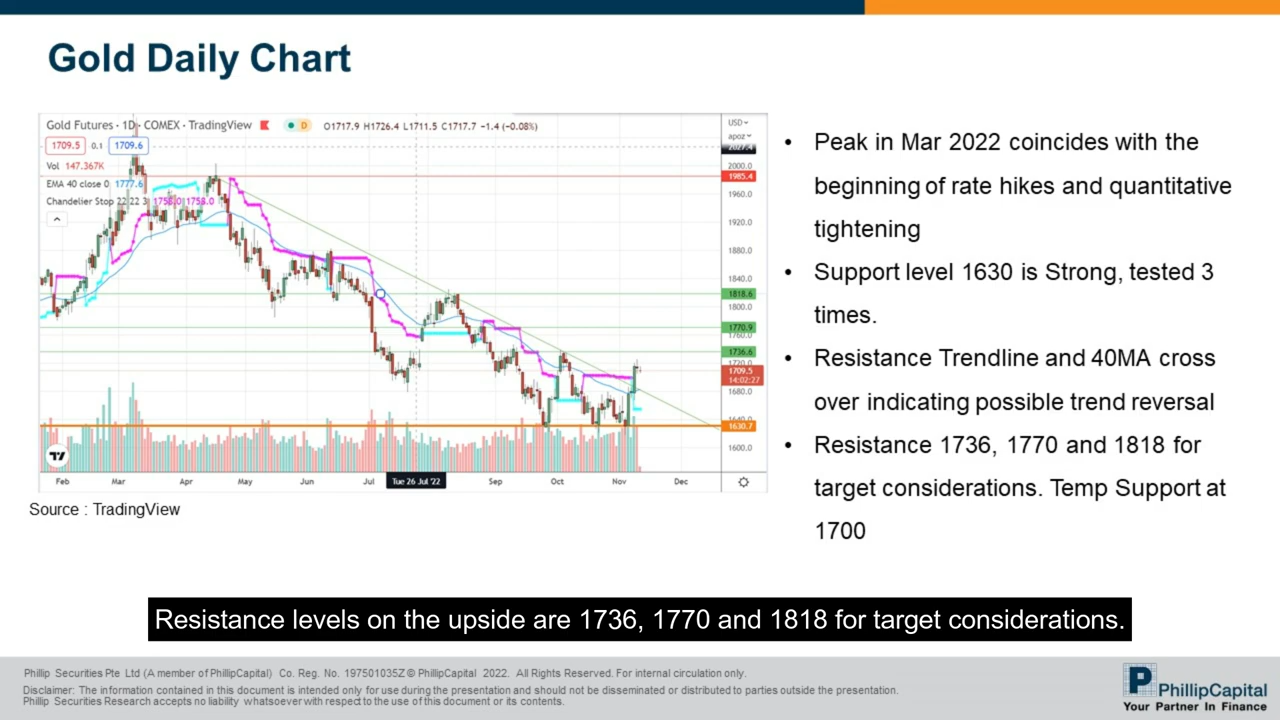 Gold Daily Chart
Gold Futures · 1D · COMEX · TradingView D O1717.9 H1726.4 L1711.5 C1717.7 −1.4 (−0.08%)
1709.5 0.1 1709.6
Vol 147.367K
EMA 40 close 0 1777.6
Chandelier Stop 22 22 3 1758.0 1758.0
USD
apoz
2027.4
2000.0
1985.4
1960.0
1920.0
1880.0
1840.0
1818.6
1800.0
1770.9
1760.0
1736.6
1720.0
1709.5
14:02:27
1680.0
1640.0
1630.7
1600.0
Feb Mar Apr May Jun Jul Tue 26 Jul '22 Sep Oct Nov Dec
Source : TradingView
• Peak in Mar 2022 coincides with the
beginning of rate hikes and quantitative
tightening
• Support level 1630 is Strong, tested 3
times.
• Resistance Trendline and 40MA cross
over indicating possible trend reversal
• Resistance 1736, 1770 and 1818 for
target considerations. Temp Support at
1700
Resistance levels on the upside are 1736, 1770 and 1818 for target considerations.
Phillip Securities Pte Ltd (A member of PhillipCapital) Co. Reg. No. 197501035Z © PhillipCapital 2022. All Rights Reserved. For internal circulation only.
Disclaimer: The information contained in this document is intended only for use during the presentation and should not be disseminated or distributed to parties outside the presentation.
Phillip Securities Research accepts no liability whatsoever with respect to the use of this document or its contents.
PhillipCapital
Your Partner In Finance